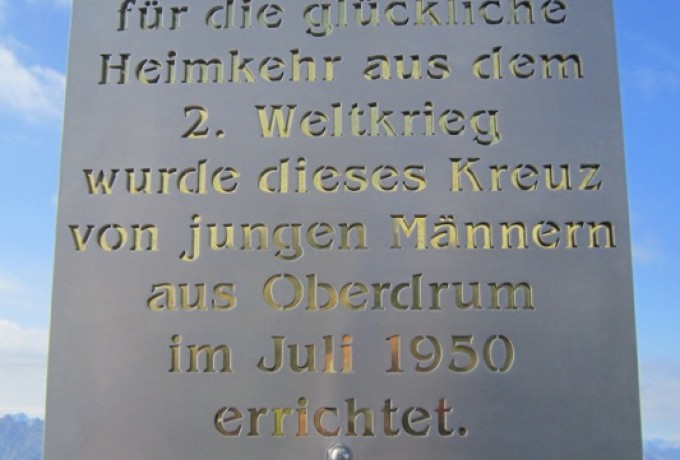 für die glückliche
Heimkehr aus dem
2. Weltkrieg
wurde dieses Kreuz
von jungen Männern
aus Oberdrum
im Juli 1950
errichtet.